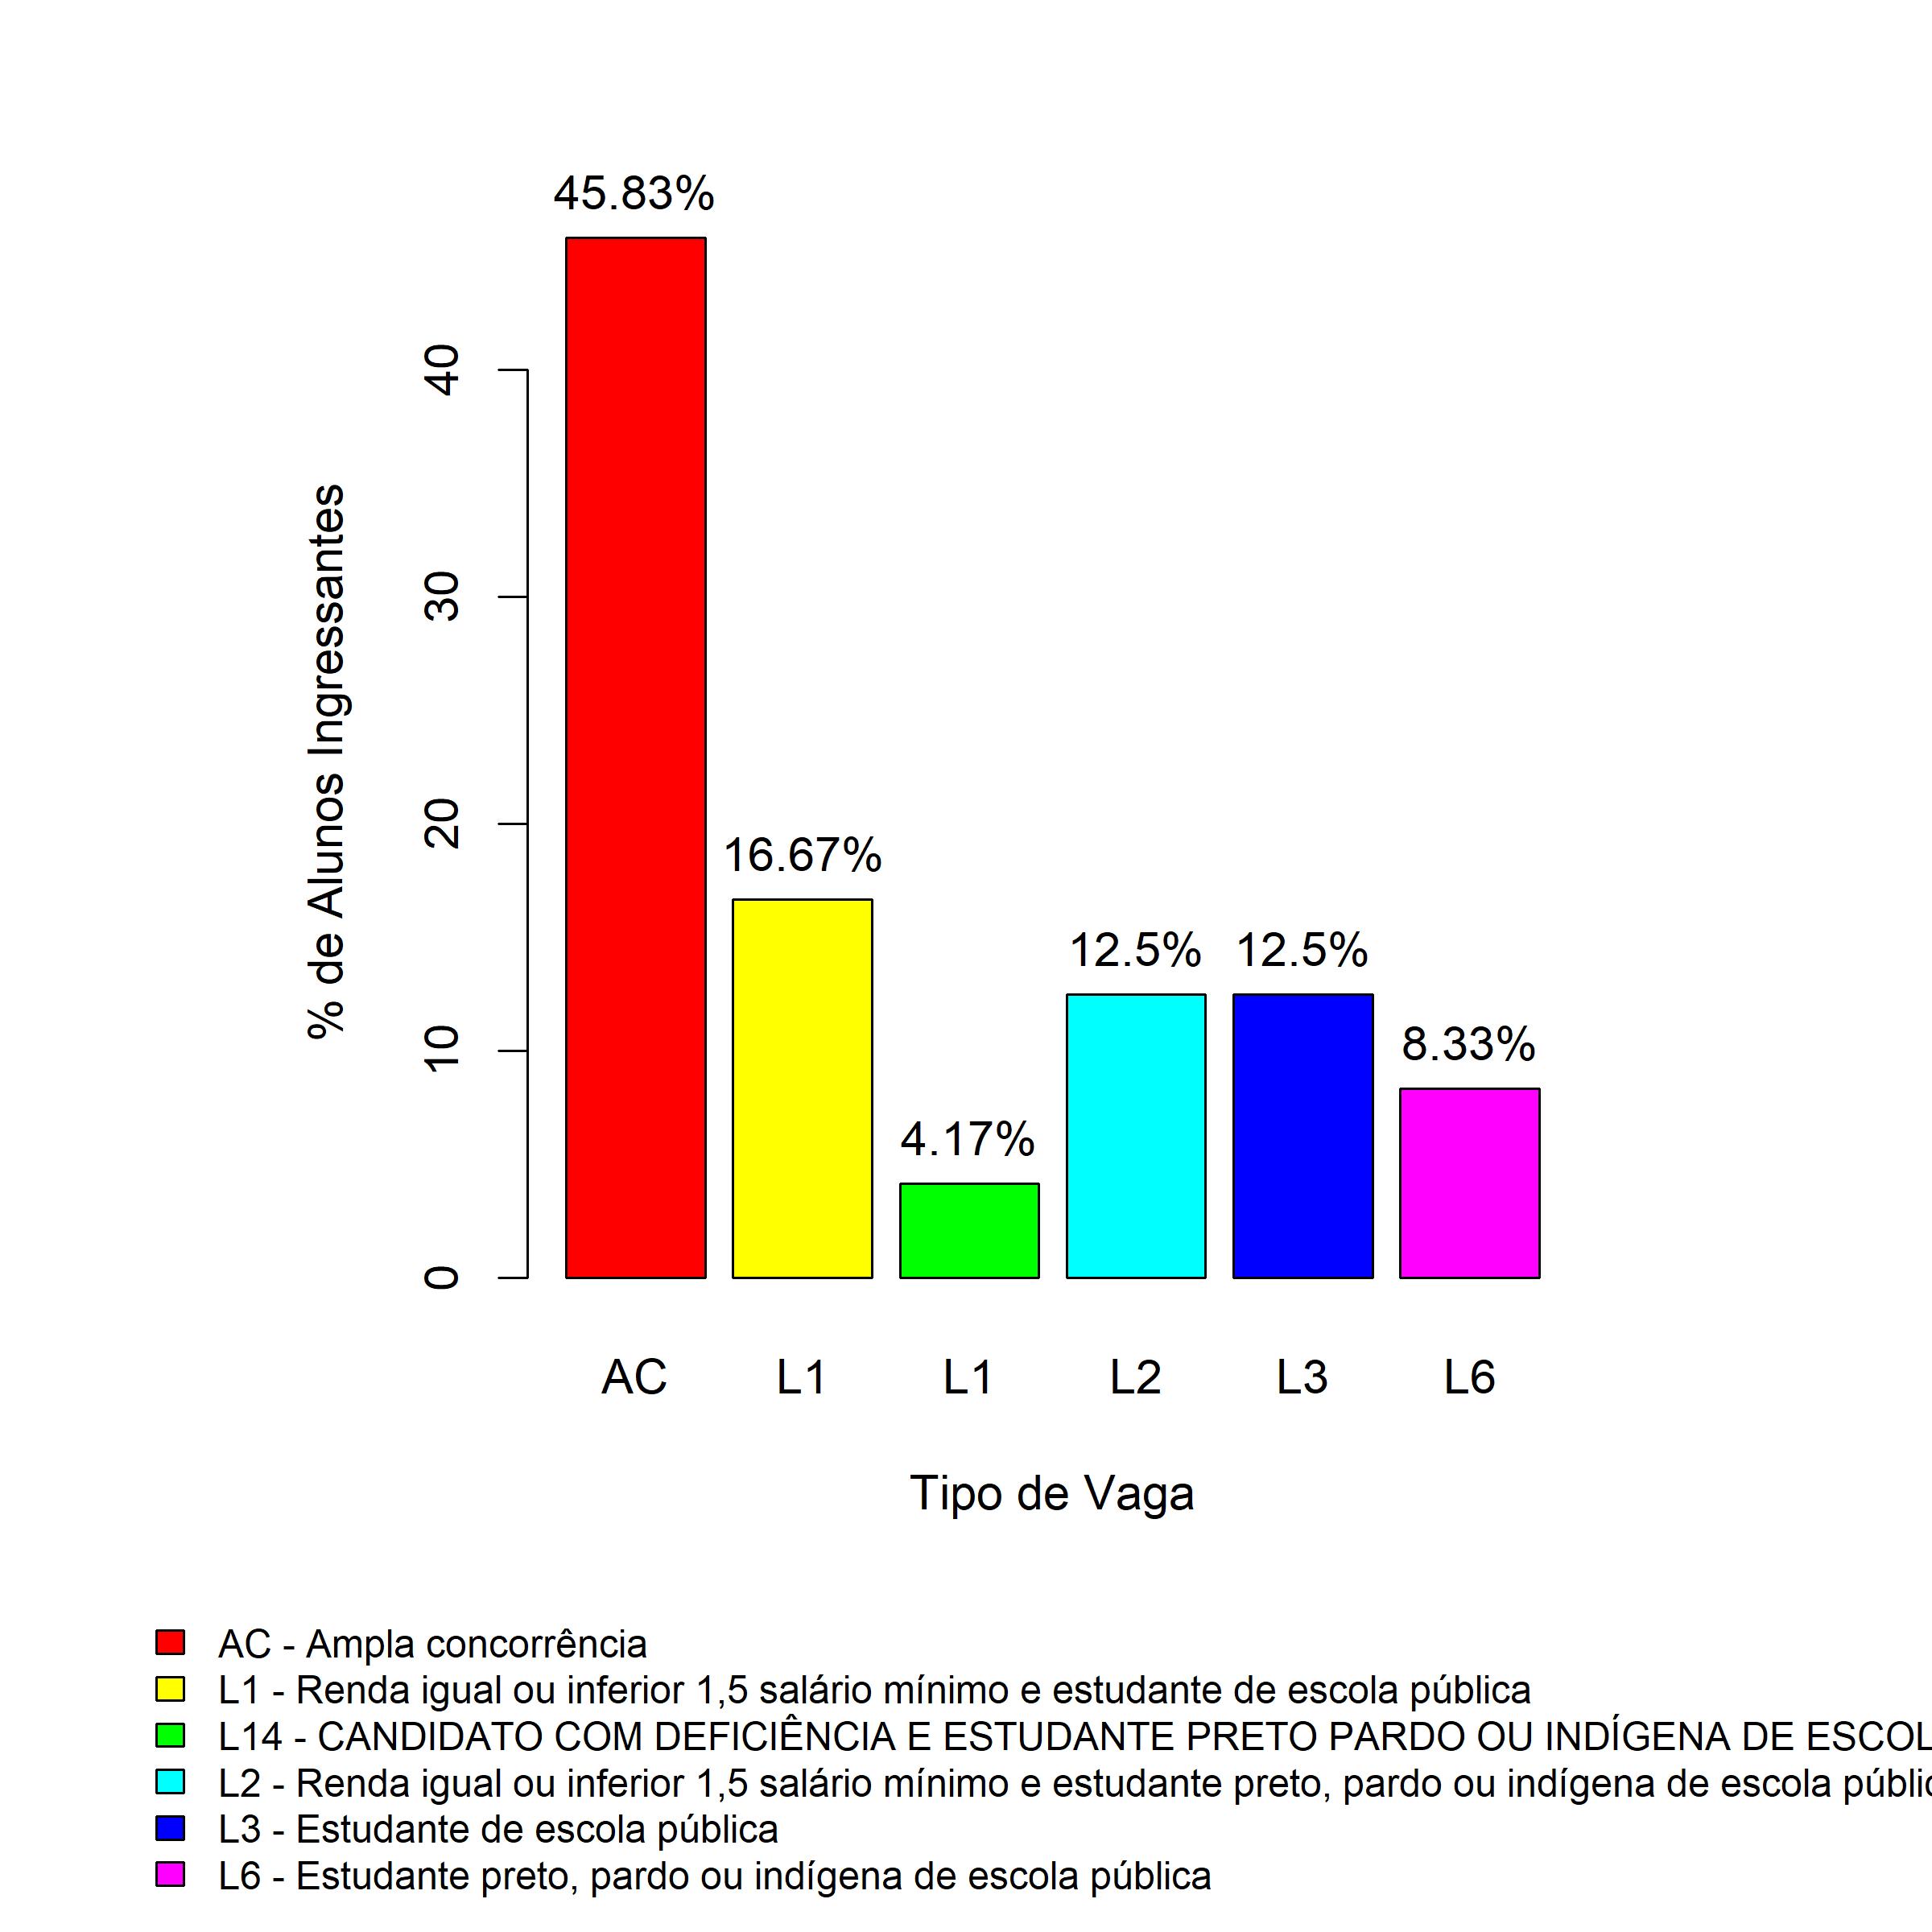 45.83%
16.67%
4.17%
12.5%
12.5%
8.33%
% de Alunos Ingressantes
40
30
20
10
0
AC L1 L1 L2 L3 L6
Tipo de Vaga
AC - Ampla concorrência
L1 - Renda igual ou inferior 1,5 salário mínimo e estudante de escola pública
L14 - CANDIDATO COM DEFICIÊNCIA E ESTUDANTE PRETO PARDO OU INDÍGENA DE ESCOL
L2 - Renda igual ou inferior 1,5 salário mínimo e estudante preto, pardo ou indígena de escola públic
L3 - Estudante de escola pública
L6 - Estudante preto, pardo ou indígena de escola pública